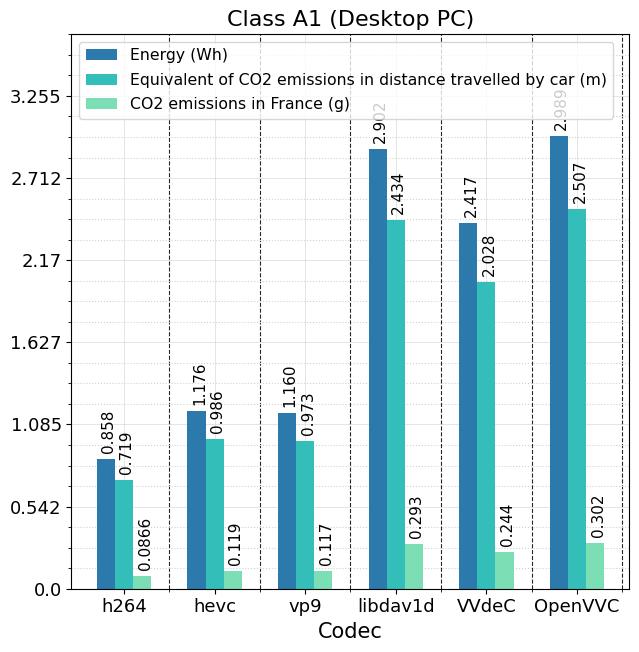 Class A1 (Desktop PC)
Energy (Wh)
Equivalent of CO2 emissions in distance travelled by car (m)
CO2 emissions in France (g)
3.255
2.712
2.17
1.627
1.085
0.542
0.0
0.858
0.719
0.0866
1.176
0.986
0.119
1.160
0.973
0.117
2.902
2.434
0.293
2.417
2.028
0.244
2.989
2.507
0.302
h264
hevc
vp9
libdav1d
VVdeC
OpenVVC
Codec